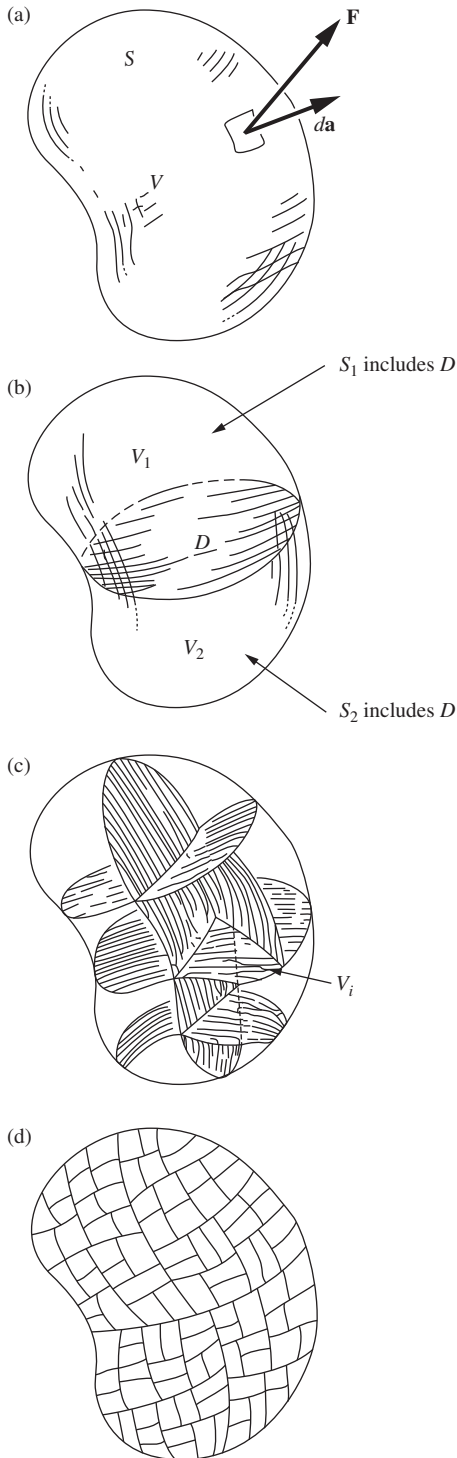 (a)
F
S
da
V
(b)
S₁ includes D
V₁
D
V₂
S₂ includes D
(c)
Vᵢ
(d)